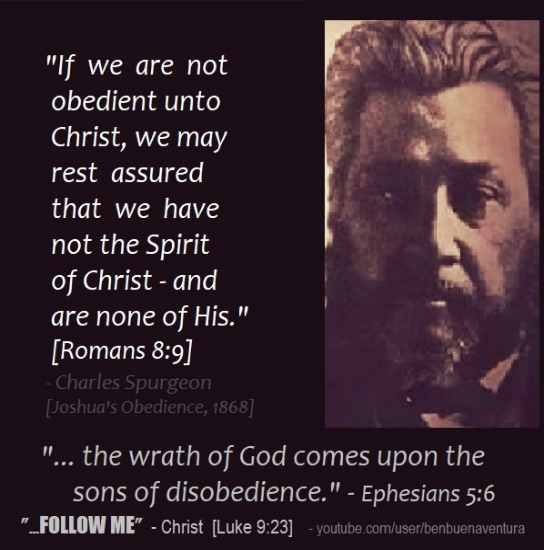 "If we are not
obedient unto
Christ, we may
rest assured
that we have
not the Spirit
of Christ - and
are none of His."
[Romans 8:9]
- Charles Spurgeon
[Joshua's Obedience, 1868]
"... the wrath of God comes upon the
sons of disobedience." - Ephesians 5:6
"...FOLLOW ME" - Christ [Luke 9:23] - youtube.com/user/benbuenaventura